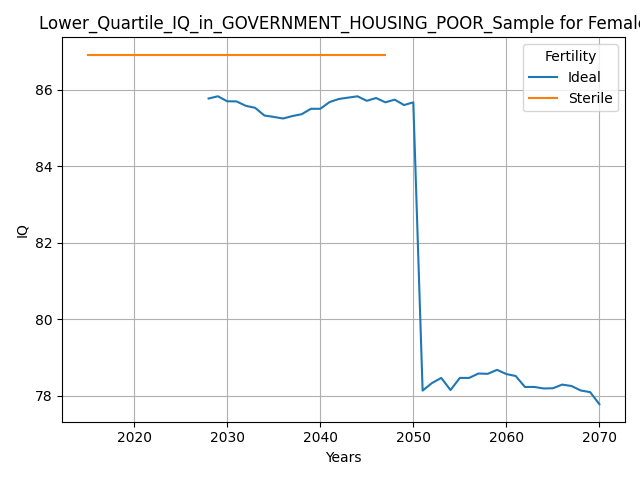 Lower_Quartile_IQ_in_GOVERNMENT_HOUSING_POOR_Sample for Female
Fertility
Ideal
Sterile
86
84
82
80
78
IQ
2020 2030 2040 2050 2060 2070
Years